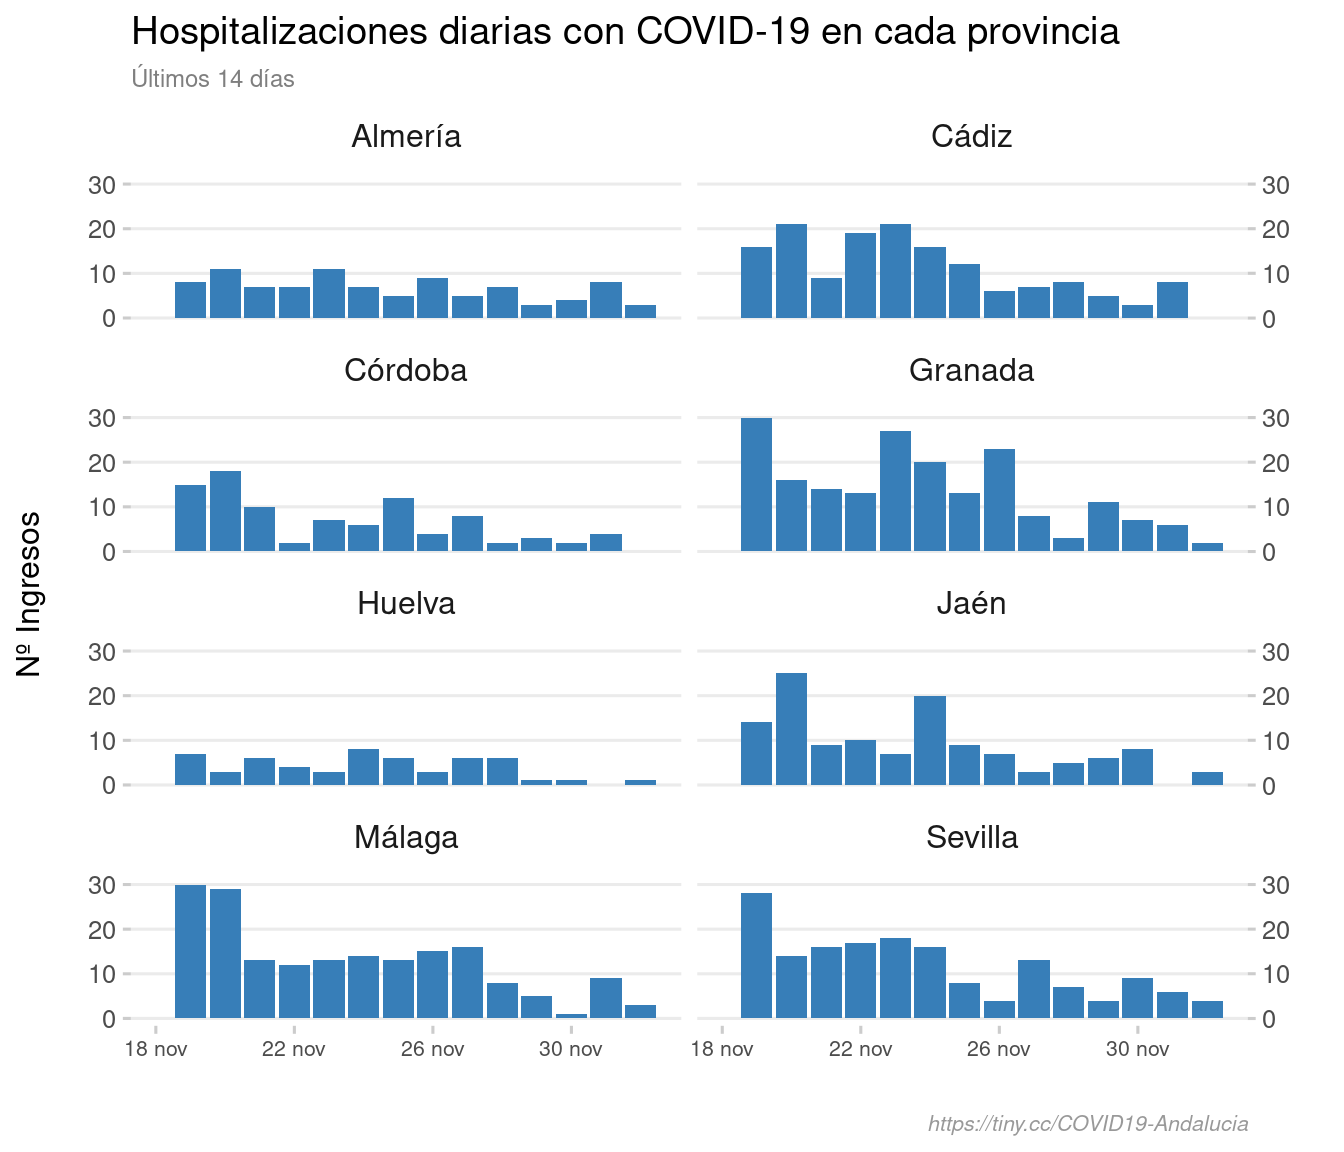 Hospitalizaciones diarias con COVID-19 en cada provincia
Últimos 14 días
Almería
Cádiz
30
20
10
0
30
20
10
0
Córdoba
Granada
30
20
10
0
30
20
10
0
Nº Ingresos
Huelva
Jaén
30
20
10
0
30
20
10
0
Málaga
Sevilla
30
20
10
0
30
20
10
0
18 nov 22 nov 26 nov 30 nov
18 nov 22 nov 26 nov 30 nov
https://tiny.cc/COVID19-Andalucia